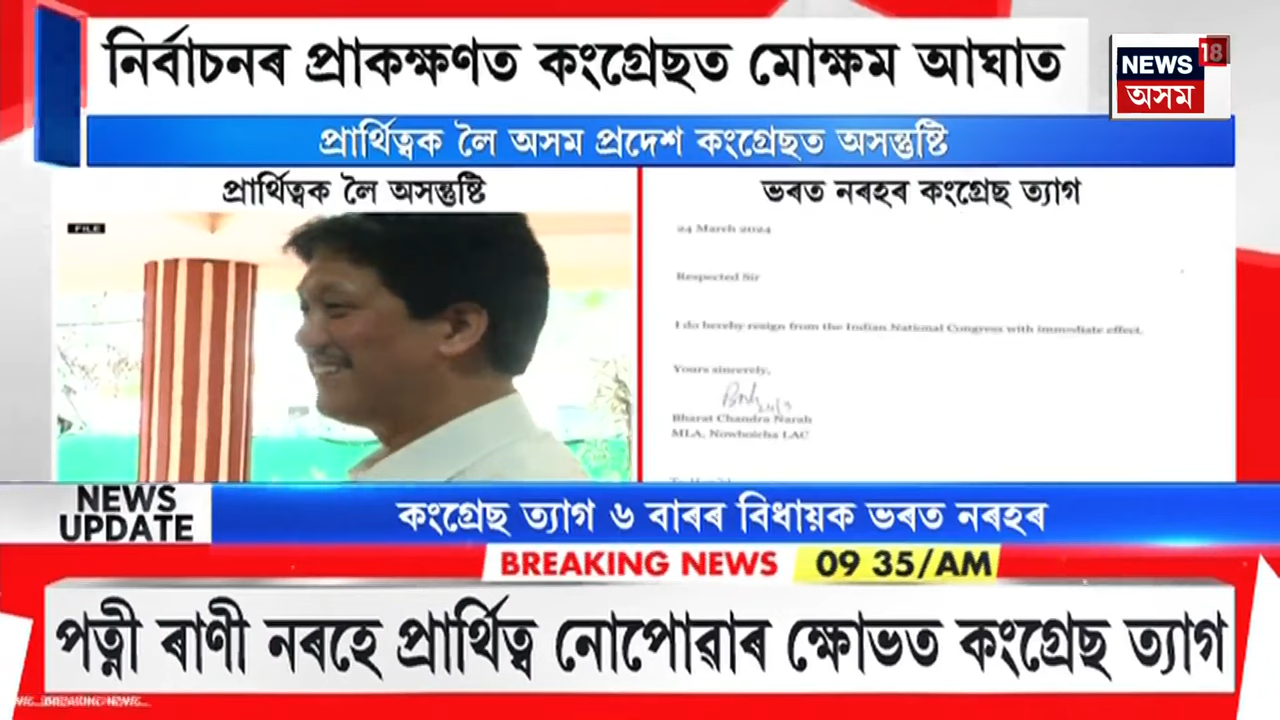 নিৰ্বাচনৰ প্ৰাকক্ষণত কংগ্ৰেছত মোক্ষম আঘাত
NEWS 18
অসম
প্ৰাৰ্থিত্বক লৈ অসম প্ৰদেশ কংগ্ৰেছত অসন্তুষ্টি
প্ৰাৰ্থিত্বক লৈ অসন্তুষ্টি
ভৰত নৰহৰ কংগ্ৰেছ ত্যাগ
FILE
24 March 2024
Respected Sir
I do hereby resign from the Indian National Congress with immediate effect.
Yours sincerely,
Bharat Chandra Narah
MLA, Nowboicha LAC
NEWS
UPDATE
কংগ্ৰেছ ত্যাগ ৬ বাৰৰ বিধায়ক ভৰত নৰহৰ
BREAKING NEWS
09 35/AM
পত্নী ৰাণী নৰহে প্ৰাৰ্থিত্ব নোপোৱাৰ ক্ষোভত কংগ্ৰেছ ত্যাগ